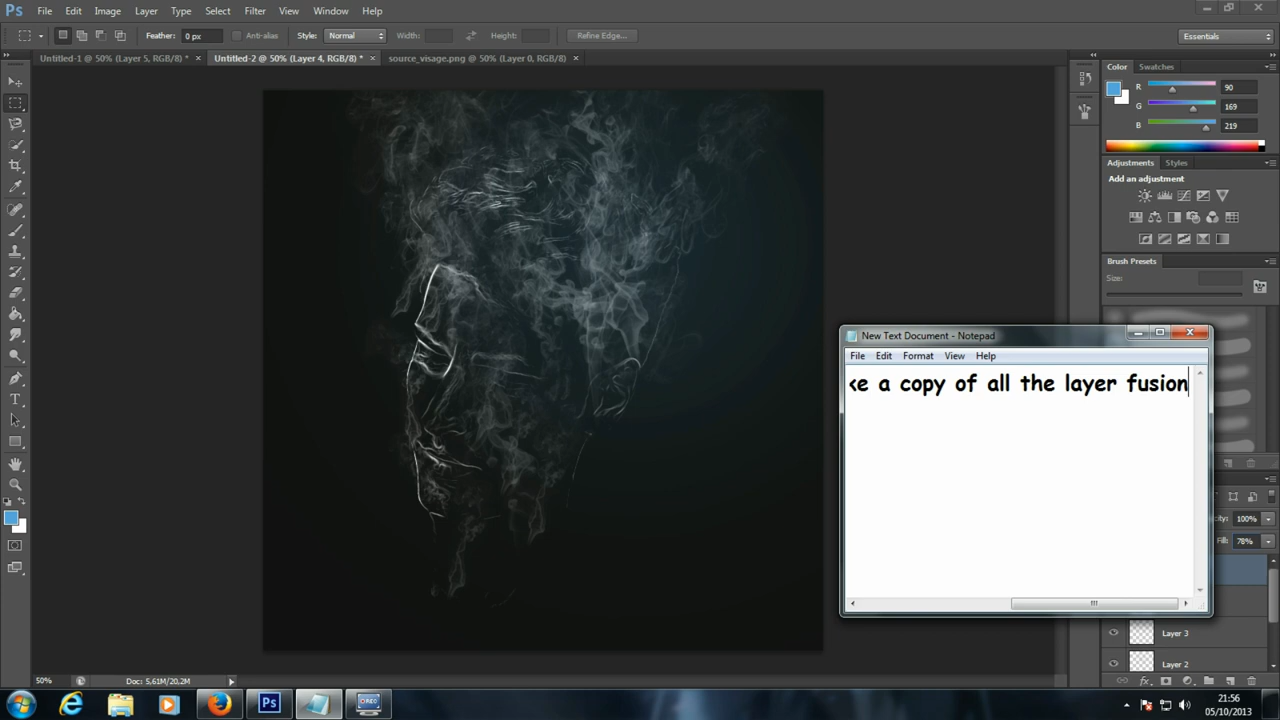 Ps File Edit Image Layer Type Select Filter View Window Help
Feather: 0 px Anti-alias Style: Normal Width: Height: Refine Edge... Essentials
Untitled-1 @ 50% (Layer 5, RGB/8) * × Untitled-2 @ 50% (Layer 4, RGB/8) * × source_visage.png @ 50% (Layer 0, RGB/8) ×
Color Swatches
R 90
G 169
B 219
Adjustments Styles
Add an adjustment
Brush Presets
Size:
New Text Document - Notepad
File Edit Format View Help
ke a copy of all the layer fusion
100%
Fill: 78%
Layer 3
Layer 2
50% Doc: 5,61M/20,2M
Ps
21:56
05/10/2013